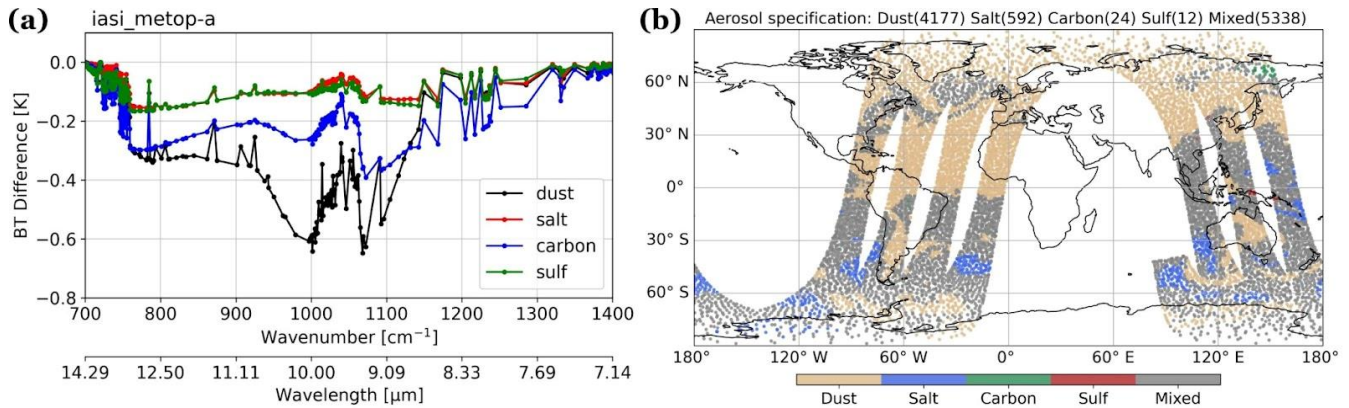 (a) iasi_metop-a
0.0
−0.2
−0.4
−0.6
−0.8
BT Difference [K]
dust
salt
carbon
sulf
700 800 900 1000 1100 1200 1300 1400
Wavenumber [cm⁻¹]
14.29 12.50 11.11 10.00 9.09 8.33 7.69 7.14
Wavelength [μm]
(b) Aerosol specification: Dust(4177) Salt(592) Carbon(24) Sulf(12) Mixed(5338)
60° N
30° N
0°
30° S
60° S
180° 120° W 60° W 0° 60° E 120° E 180°
Dust Salt Carbon Sulf Mixed